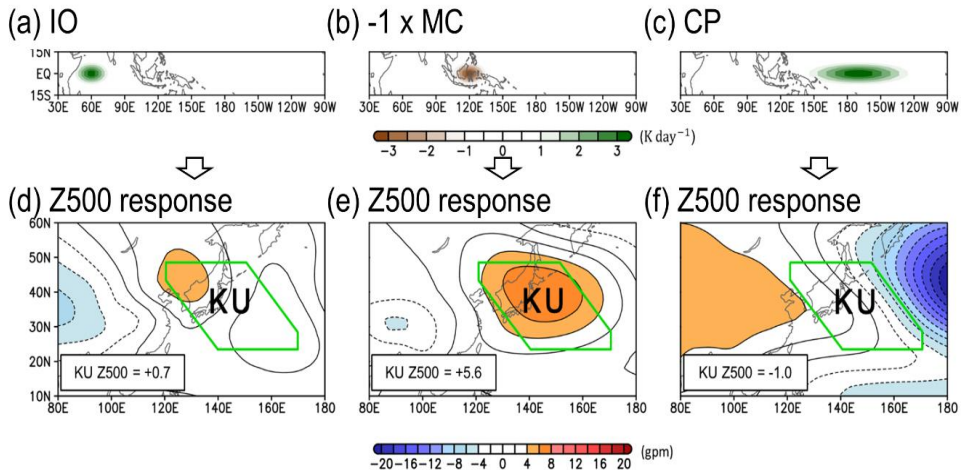 (a) IO
(b) -1 x MC
(c) CP
15N
EQ
15S
30E 60E 90E 120E 150E 180 150W 120W 90W
30E 60E 90E 120E 150E 180 150W 120W 90W
30E 60E 90E 120E 150E 180 150W 120W 90W
15N
EQ
15S
−3 −2 −1 0 1 2 3 (K day⁻¹)
(d) Z500 response
(e) Z500 response
(f) Z500 response
60N
50N
40N
30N
20N
10N
KU
KU
KU
KU Z500 = +0.7
KU Z500 = +5.6
KU Z500 = -1.0
80E 100E 120E 140E 160E 180
80E 100E 120E 140E 160E 180
80E 100E 120E 140E 160E 180
−20 −16 −12 −8 −4 0 4 8 12 16 20 (gpm)